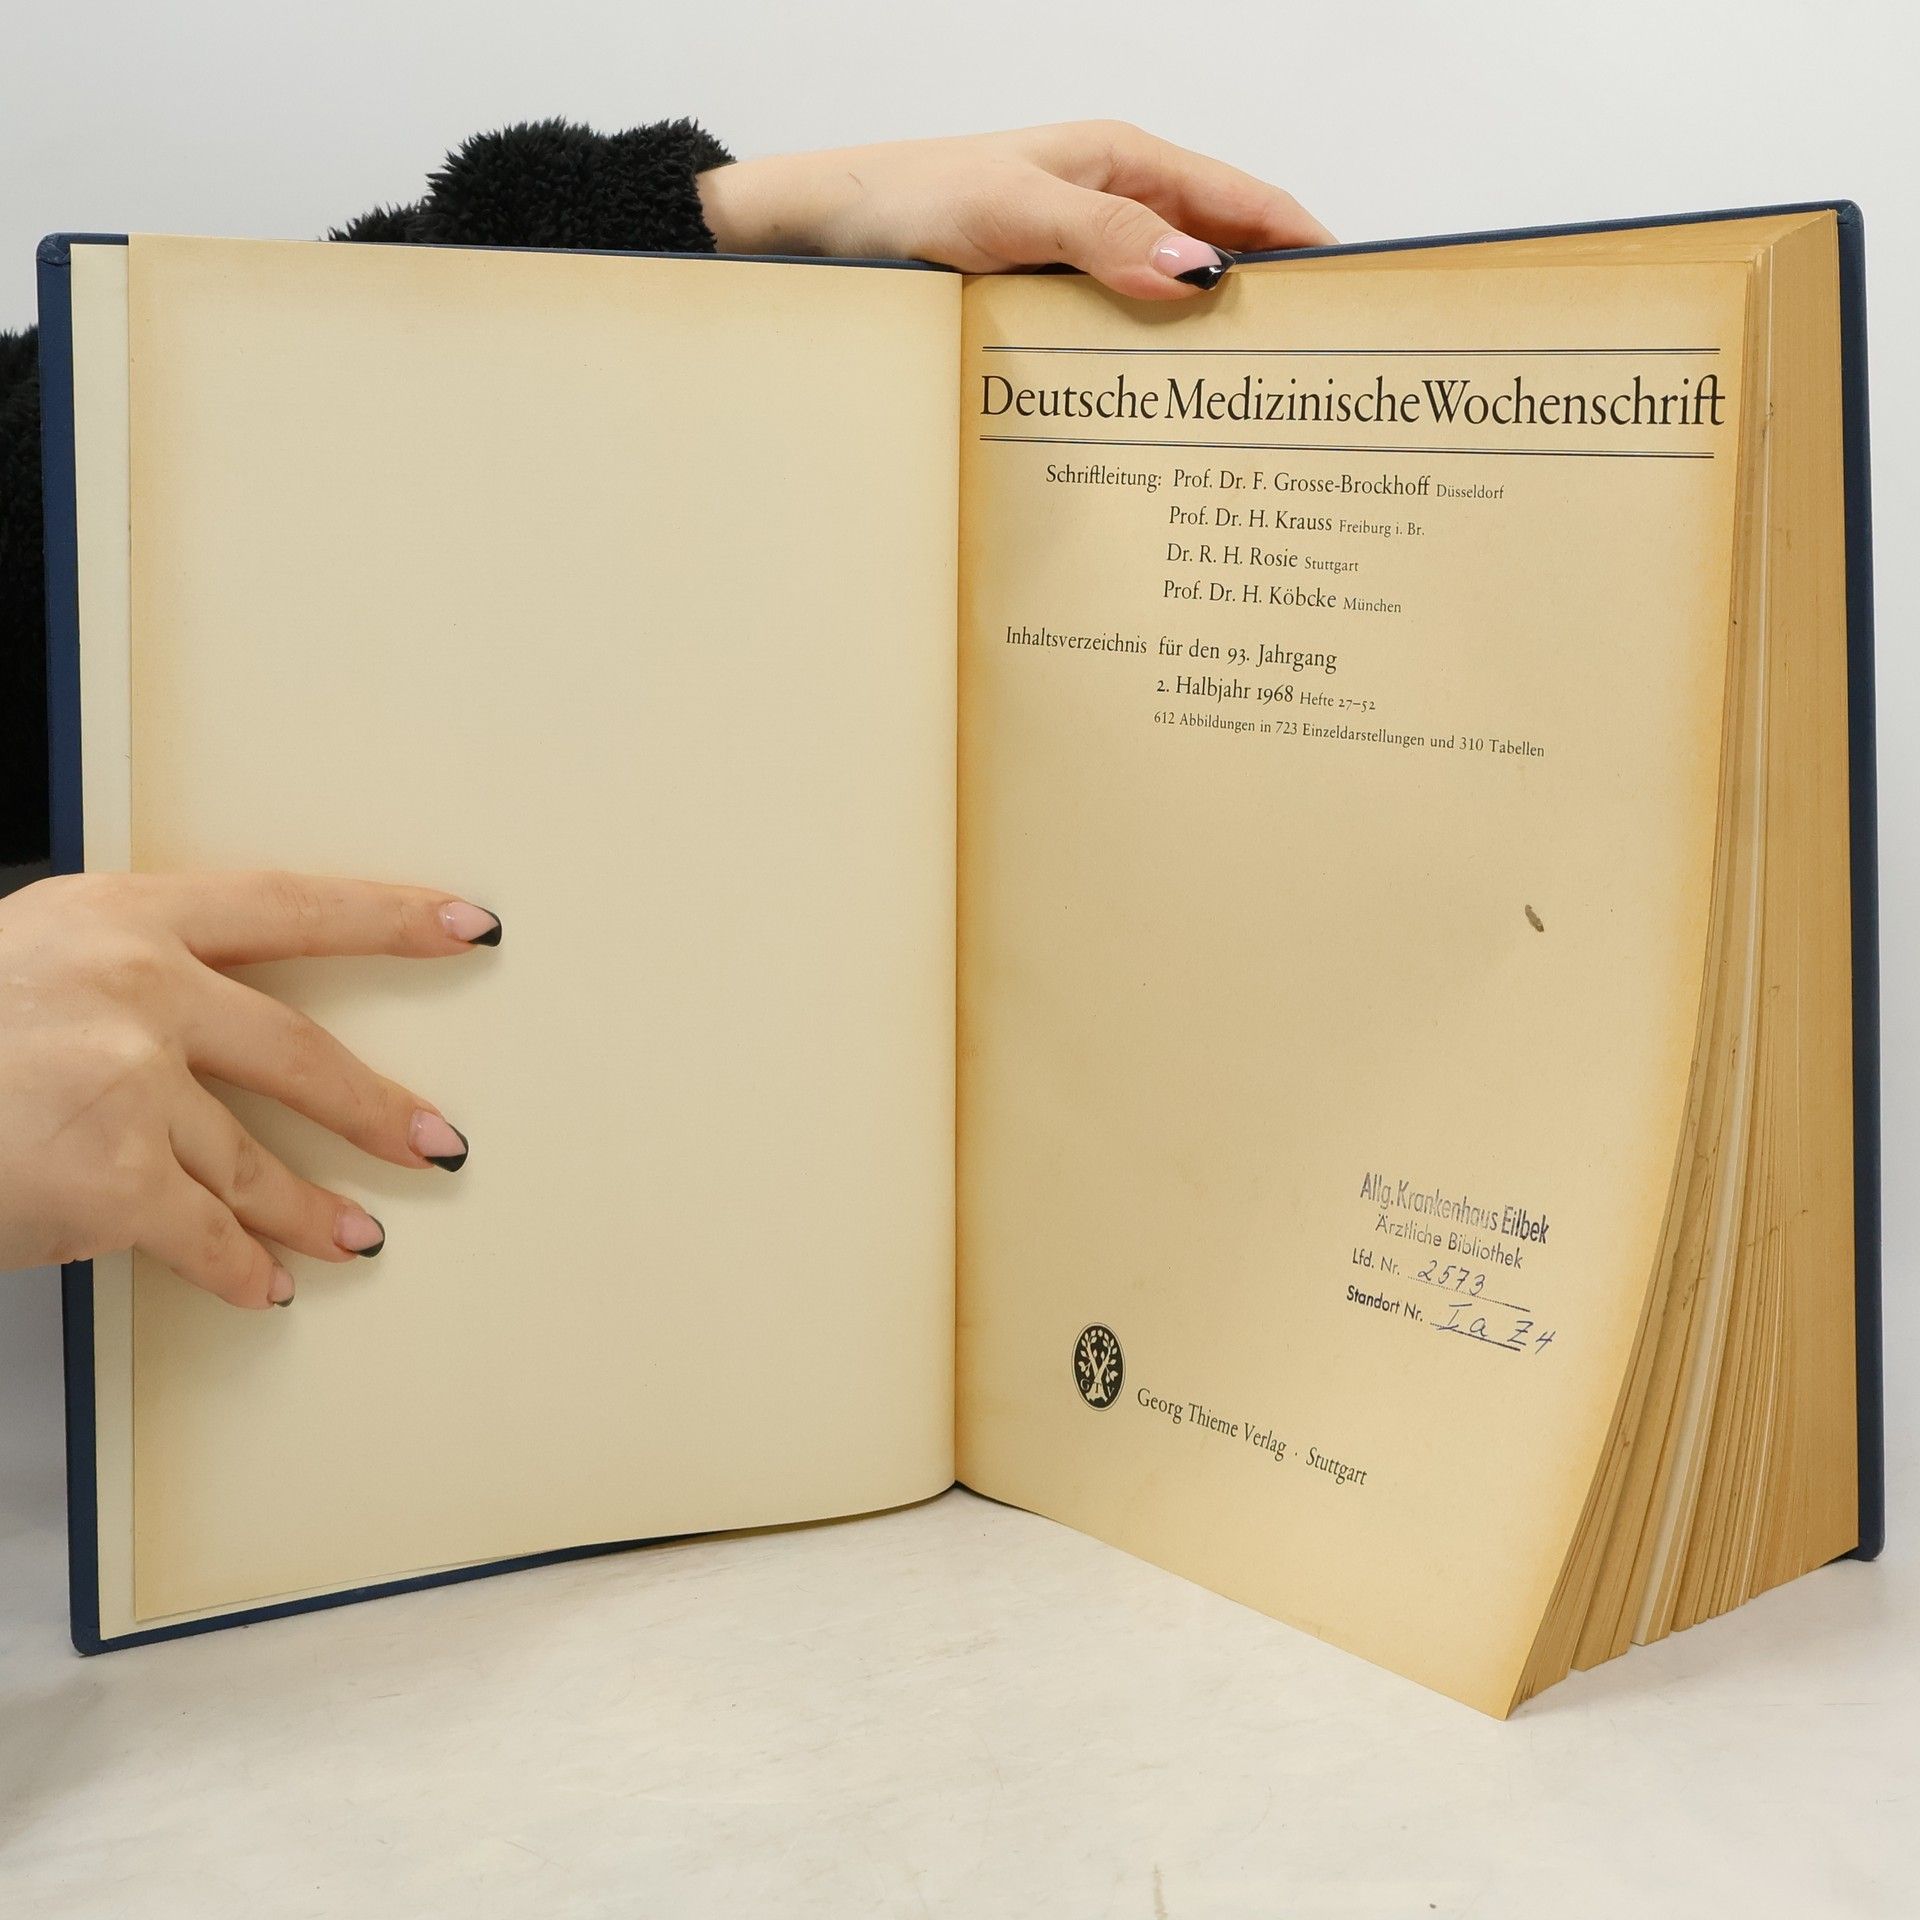 Deutsche Medizinische Wochenschrift
Schriftleitung: Prof. Dr. F. Grosse-Brockhoff Düsseldorf
Prof. Dr. H. Krauss Freiburg i. Br.
Dr. R. H. Rosie Stuttgart
Prof. Dr. H. Köbcke München
Inhaltsverzeichnis für den 93. Jahrgang
2. Halbjahr 1968 Hefte 27–52
612 Abbildungen in 723 Einzeldarstellungen und 310 Tabellen
Allg. Krankenhaus Eilbek
Ärztliche Bibliothek
Lfd. Nr. 2573
Standort Nr. I a Z 4
GTV
Georg Thieme Verlag · Stuttgart